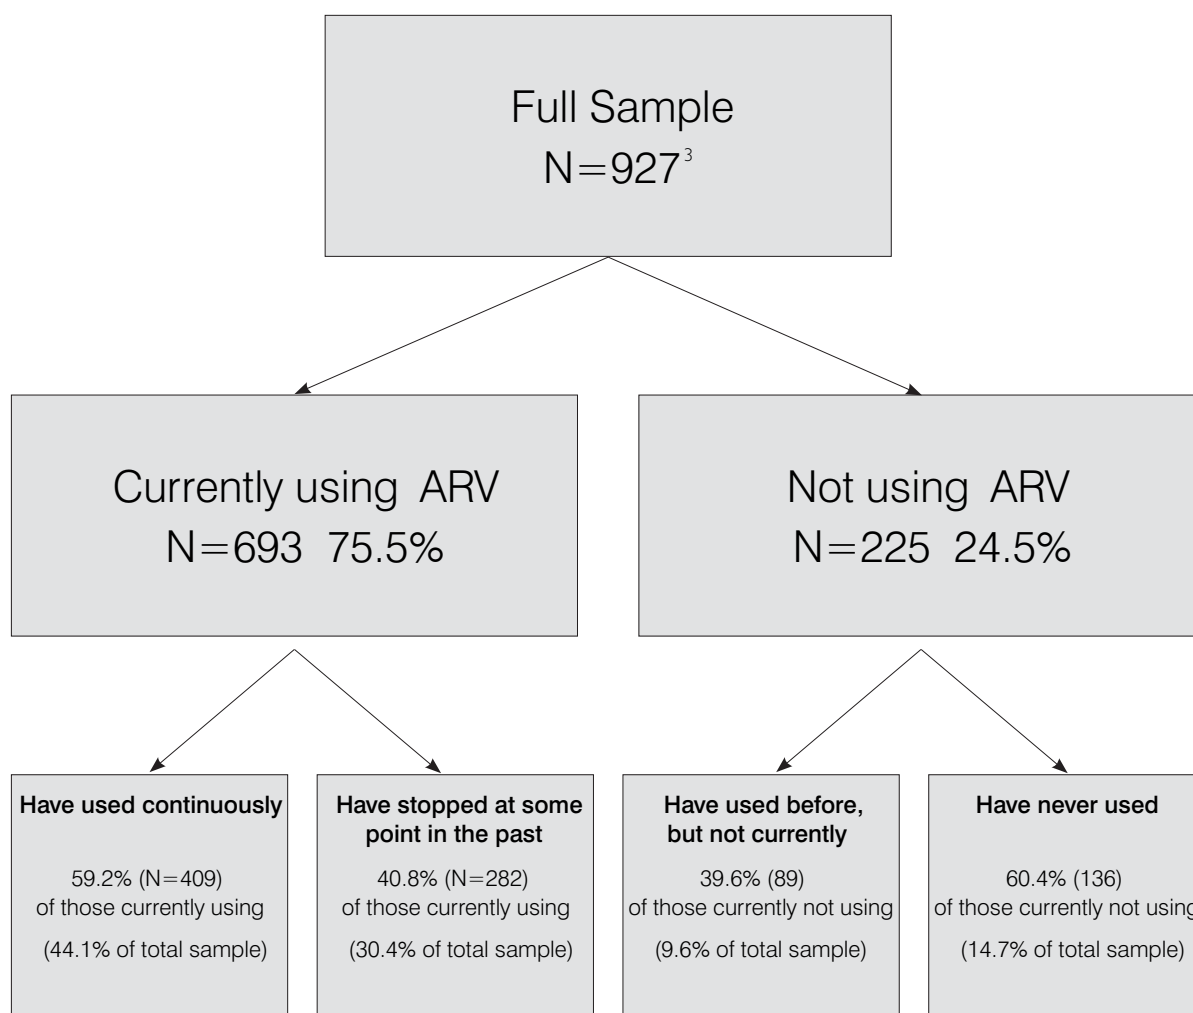 Full Sample
N=927³
Currently using ARV
N=693 75.5%
Not using ARV
N=225 24.5%
Have used continuously
59.2% (N=409)
of those currently using
(44.1% of total sample)
Have stopped at some
point in the past
40.8% (N=282)
of those currently using
(30.4% of total sample)
Have used before,
but not currently
39.6% (89)
of those currently not using
(9.6% of total sample)
Have never used
60.4% (136)
of those currently not using
(14.7% of total sample)